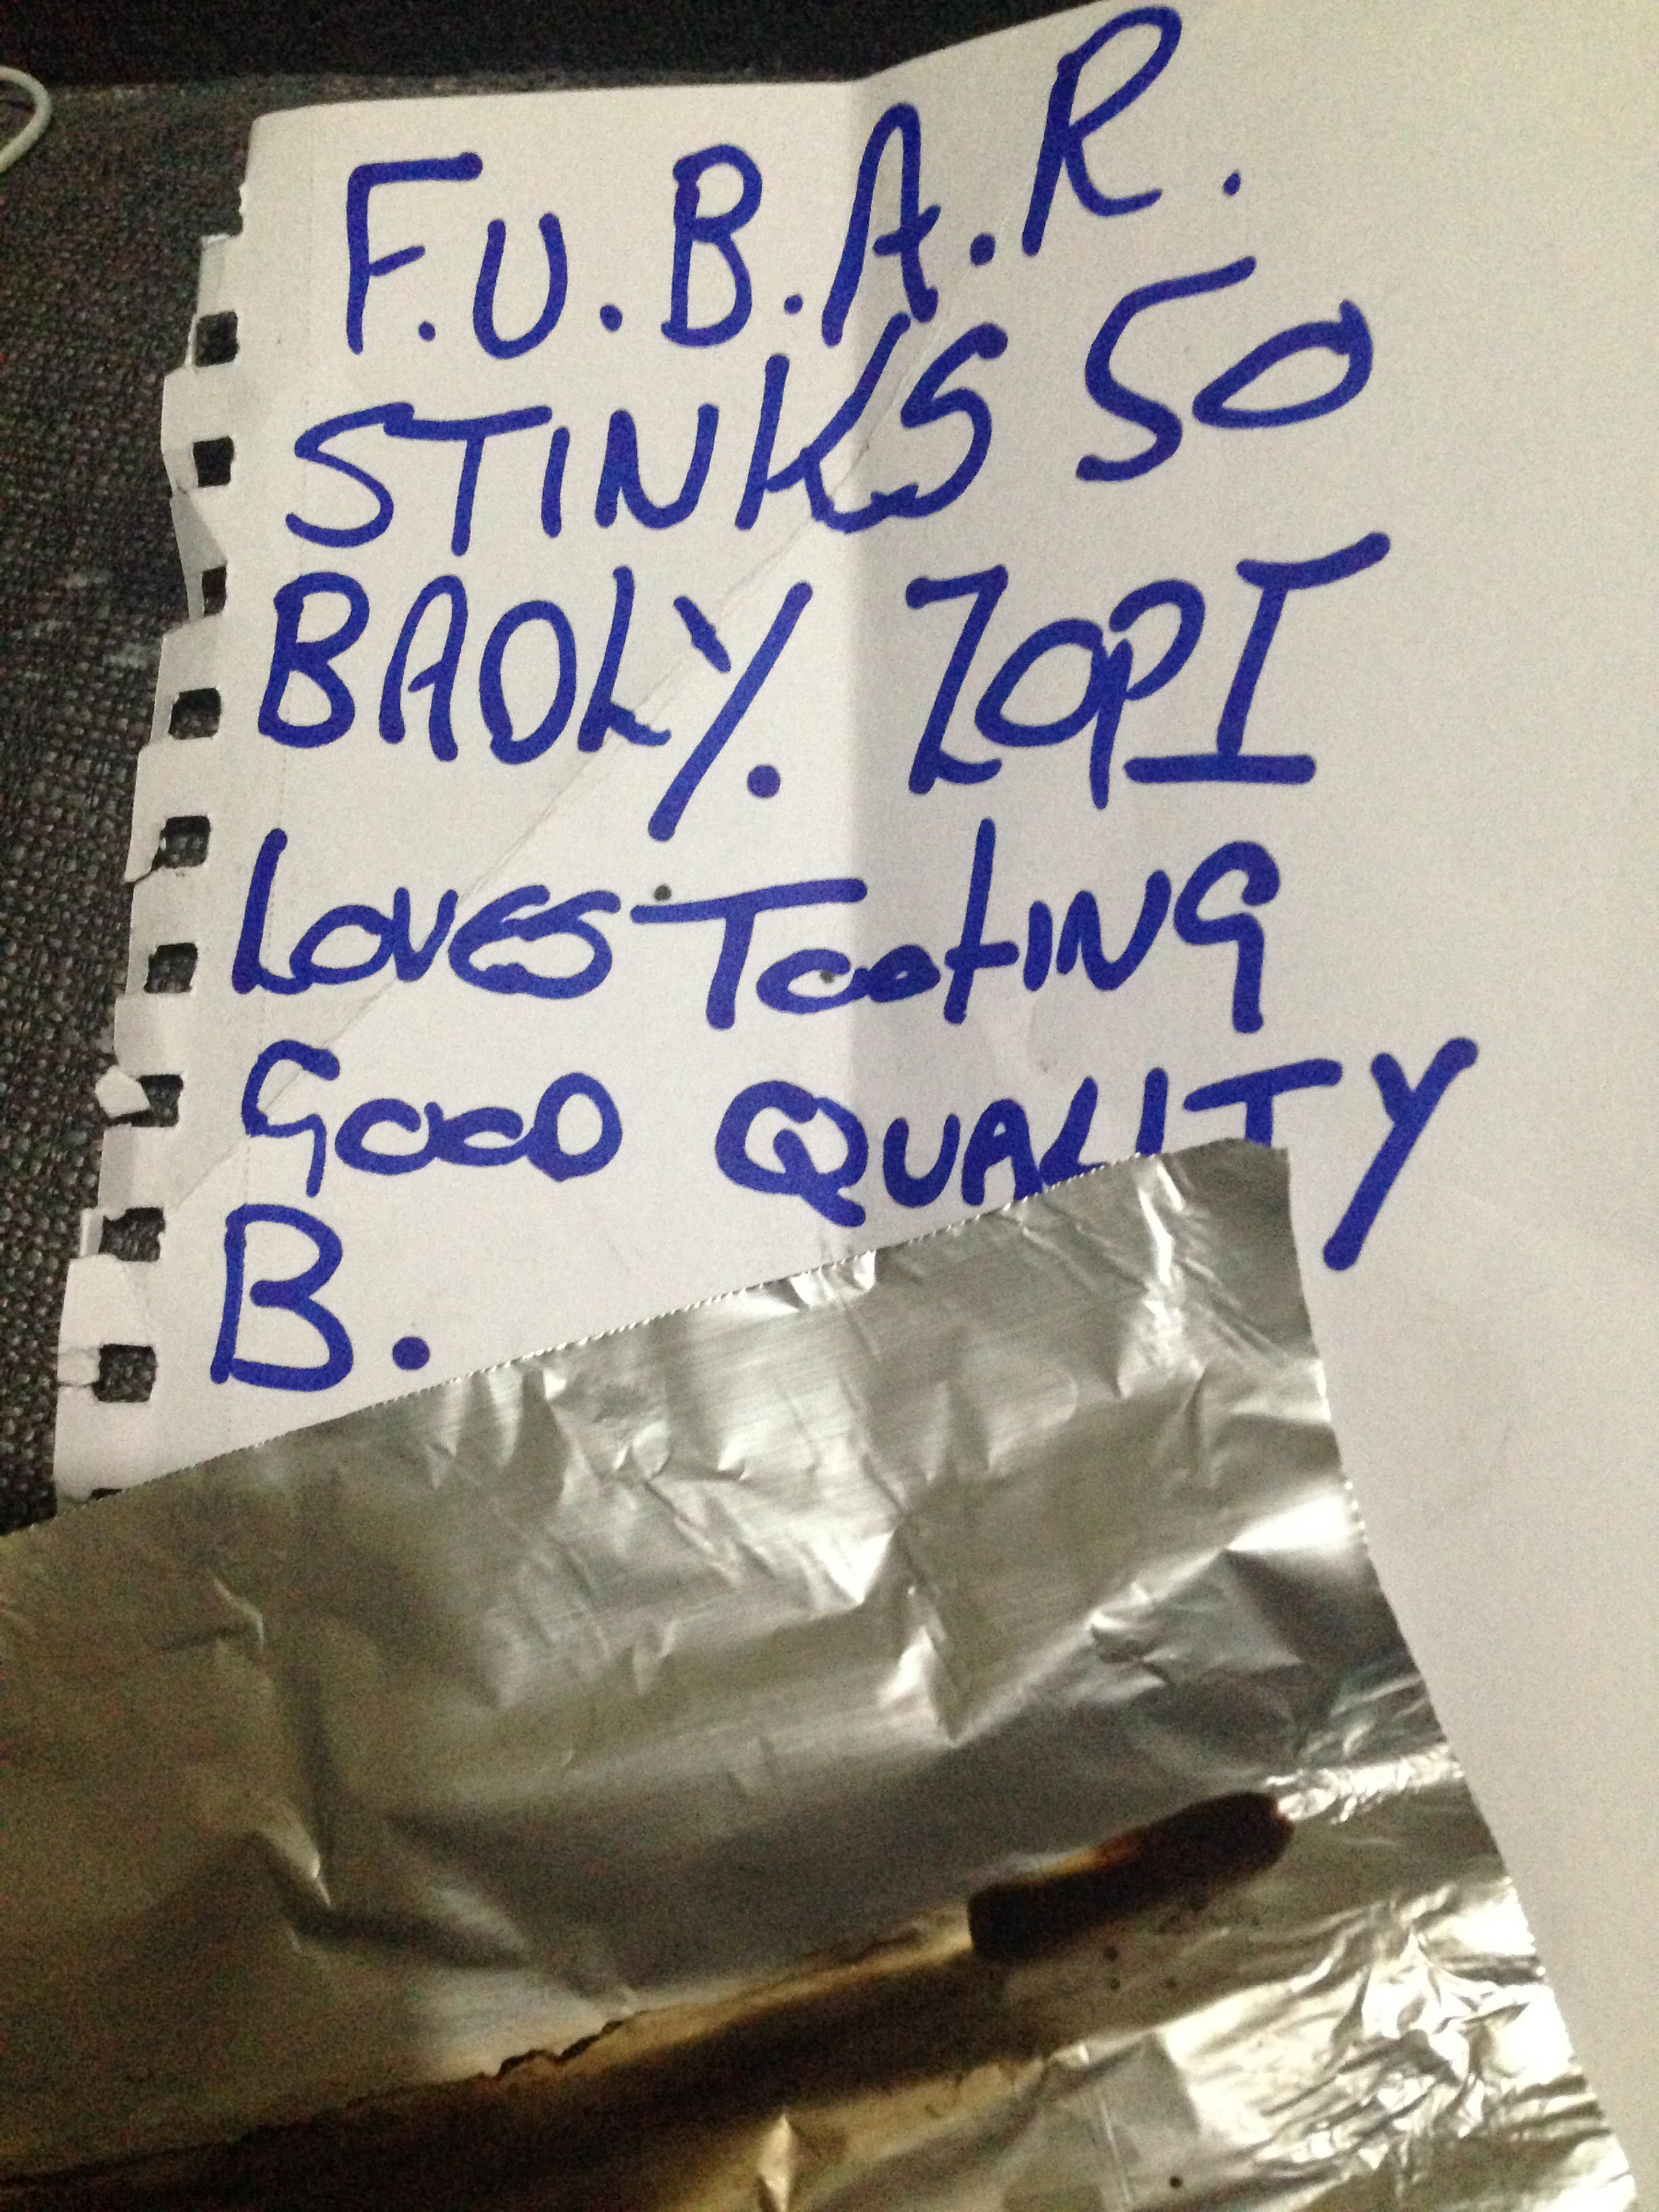 F.U.B.A.R.
STINKS SO
BADLY. ZOPI
LOVES TOOTING
GOOD QUALITY
B.